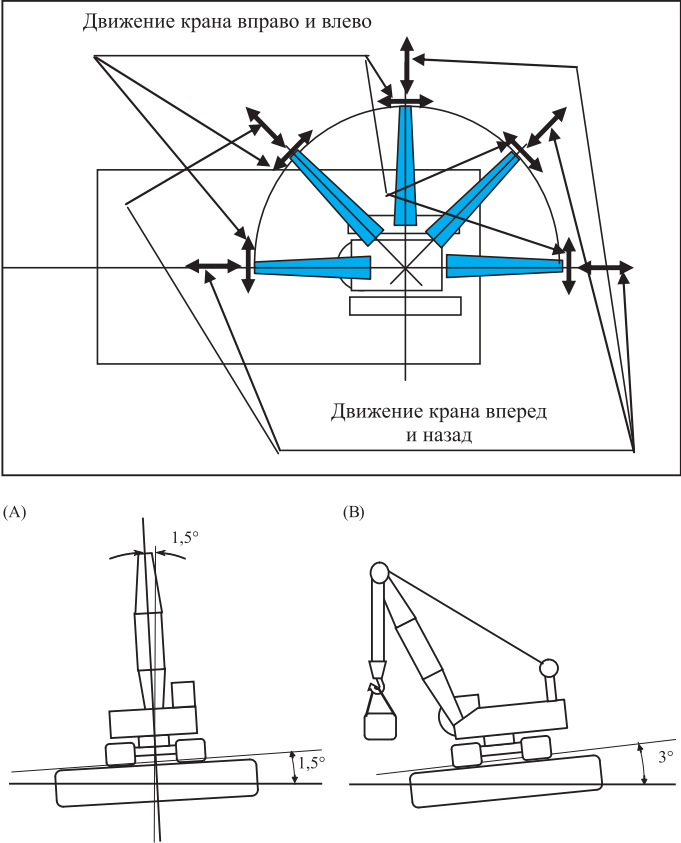 Движение крана вправо и влево
Движение крана вперед
и назад
(A)
(B)
1,5°
1,5°
3°